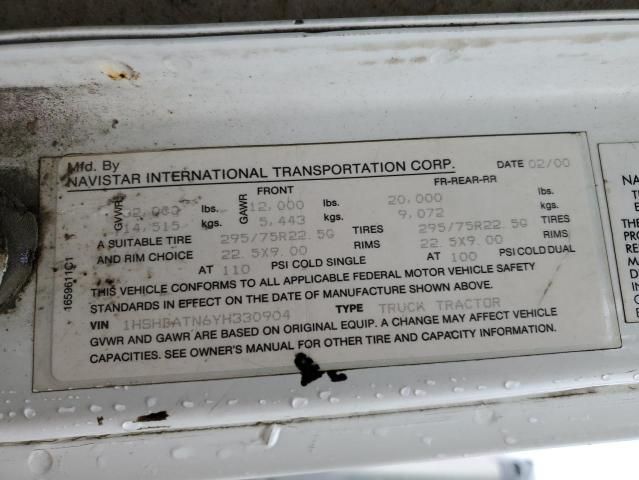 Mfd. By
NAVISTAR INTERNATIONAL TRANSPORTATION CORP. DATE 02/00
FRONT FR-REAR-RR
GVWR 32,000 lbs. GAWR 12,000 lbs. 20,000 lbs.
14,515 kgs. 5,443 kgs. 9,072 kgs.
A SUITABLE TIRE 295/75R22.5G TIRES 295/75R22.5G TIRES
AND RIM CHOICE 22.5X9.00 RIMS 22.5X9.00 RIMS
AT 110 PSI COLD SINGLE AT 100 PSI COLD DUAL
THIS VEHICLE CONFORMS TO ALL APPLICABLE FEDERAL MOTOR VEHICLE SAFETY
STANDARDS IN EFFECT ON THE DATE OF MANUFACTURE SHOWN ABOVE.
VIN 1HSHBATN6YH330904 TYPE TRUCK TRACTOR
GVWR AND GAWR ARE BASED ON ORIGINAL EQUIP. A CHANGE MAY AFFECT VEHICLE
CAPACITIES. SEE OWNER'S MANUAL FOR OTHER TIRE AND CAPACITY INFORMATION.
1659611C1